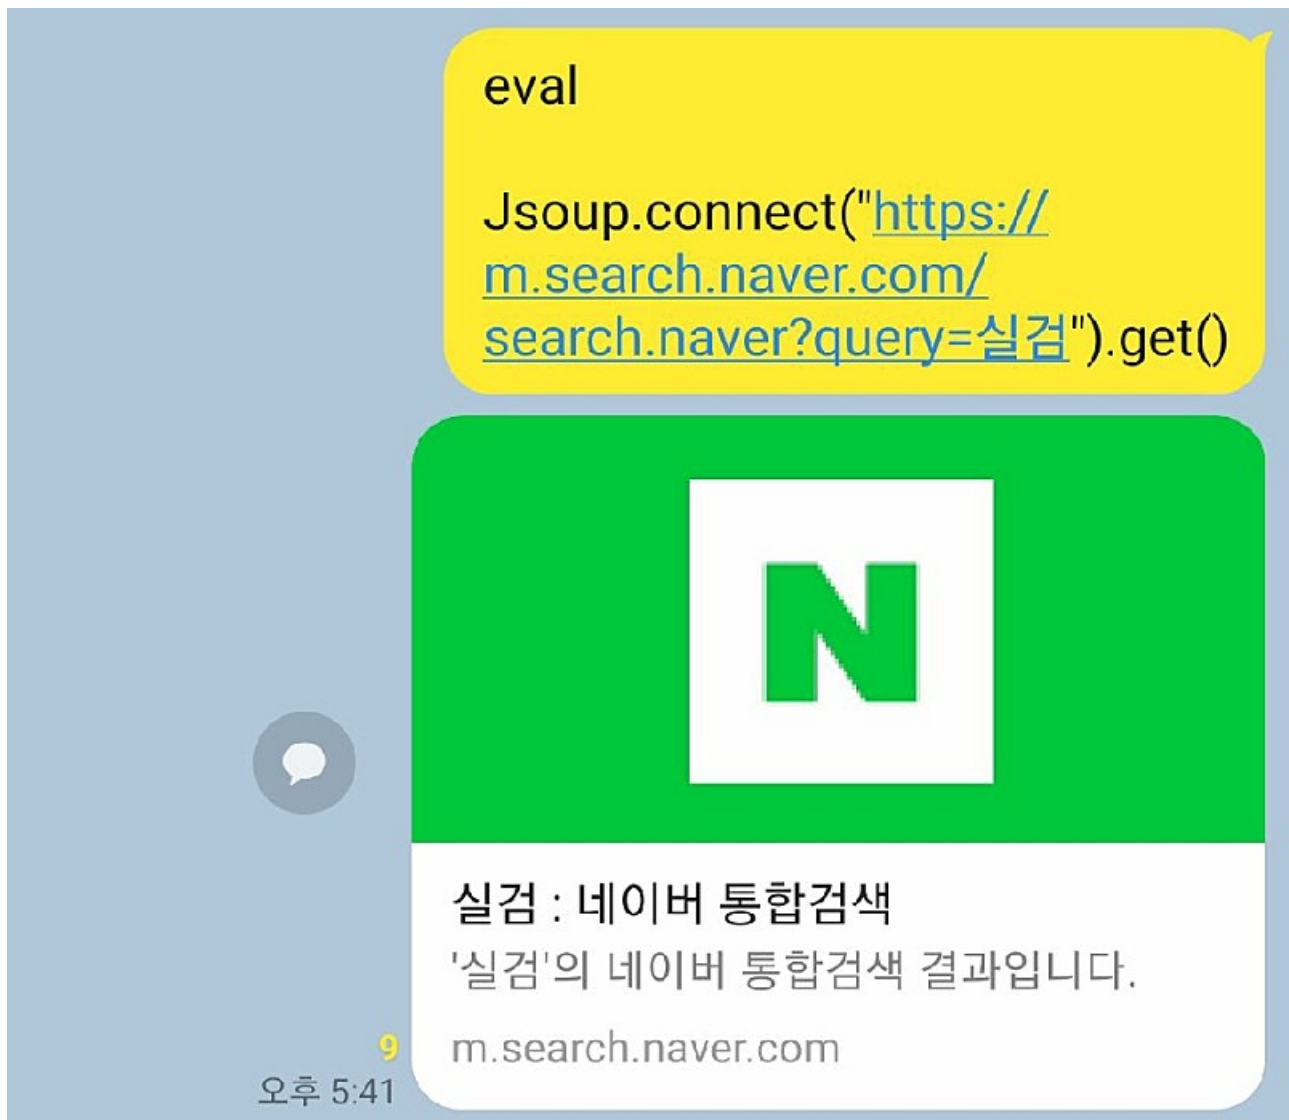 eval

Jsoup.connect("https://
m.search.naver.com/
search.naver?query=실검").get()
N
실검 : 네이버 통합검색
'실검'의 네이버 통합검색 결과입니다.
m.search.naver.com
9
오후 5:41